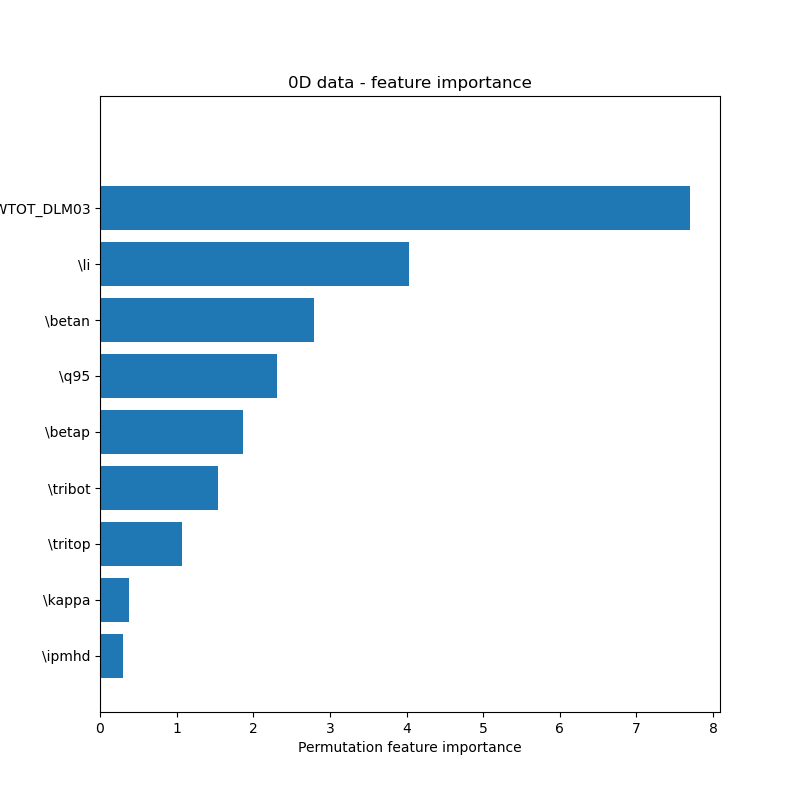 0D data - feature importance
WTOT_DLM03
\li
\betan
\q95
\betap
\tribot
\tritop
\kappa
\ipmhd
0 1 2 3 4 5 6 7 8
Permutation feature importance